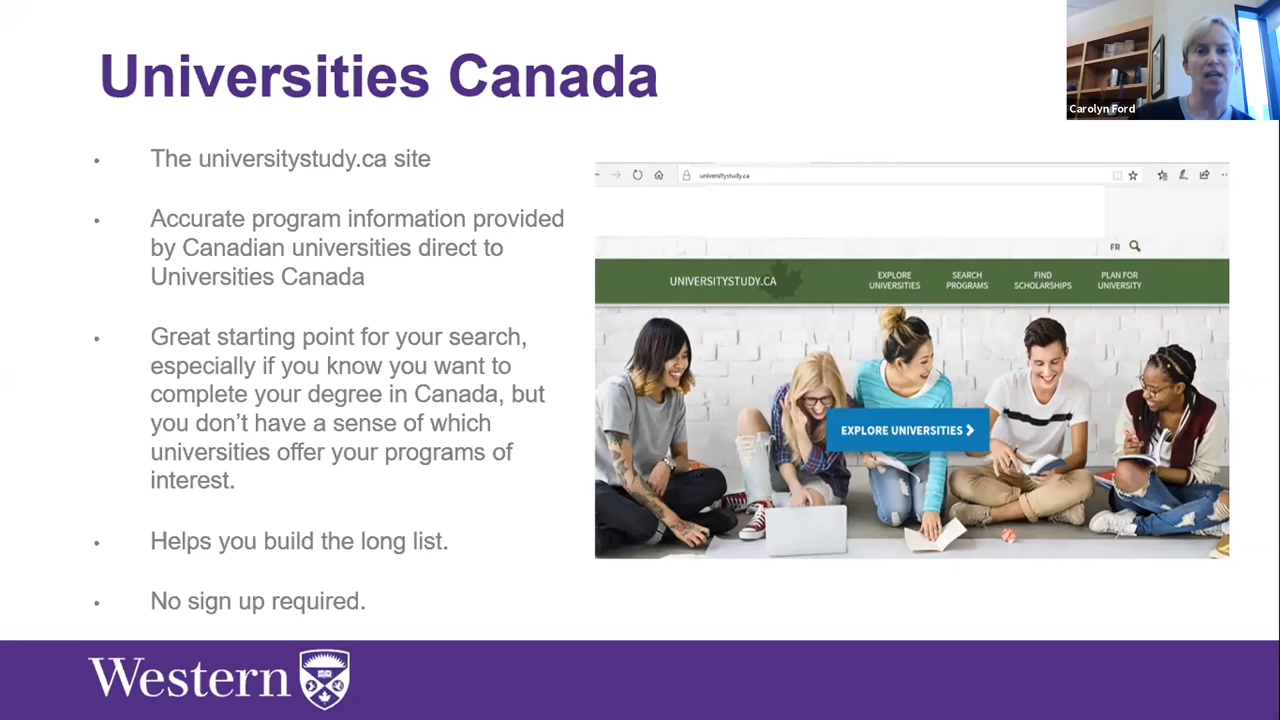 Universities Canada
Carolyn Ford
• The universitystudy.ca site
• Accurate program information provided
by Canadian universities direct to
Universities Canada
• Great starting point for your search,
especially if you know you want to
complete your degree in Canada, but
you don’t have a sense of which
universities offer your programs of
interest.
• Helps you build the long list.
• No sign up required.
universitystudy.ca
FR
UNIVERSITYSTUDY.CA
EXPLORE
UNIVERSITIES
SEARCH
PROGRAMS
FIND
SCHOLARSHIPS
PLAN FOR
UNIVERSITY
EXPLORE UNIVERSITIES
Western